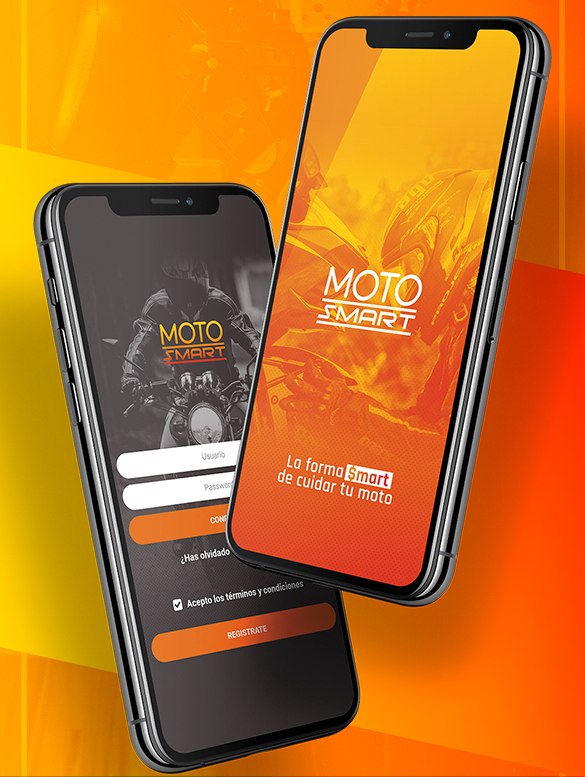 MOTO
SMART
Usuario
¿Has olvidado
Acepto los términos y condiciones
REGISTRATE
MOTO
SMART
La forma Smart
de cuidar tu moto